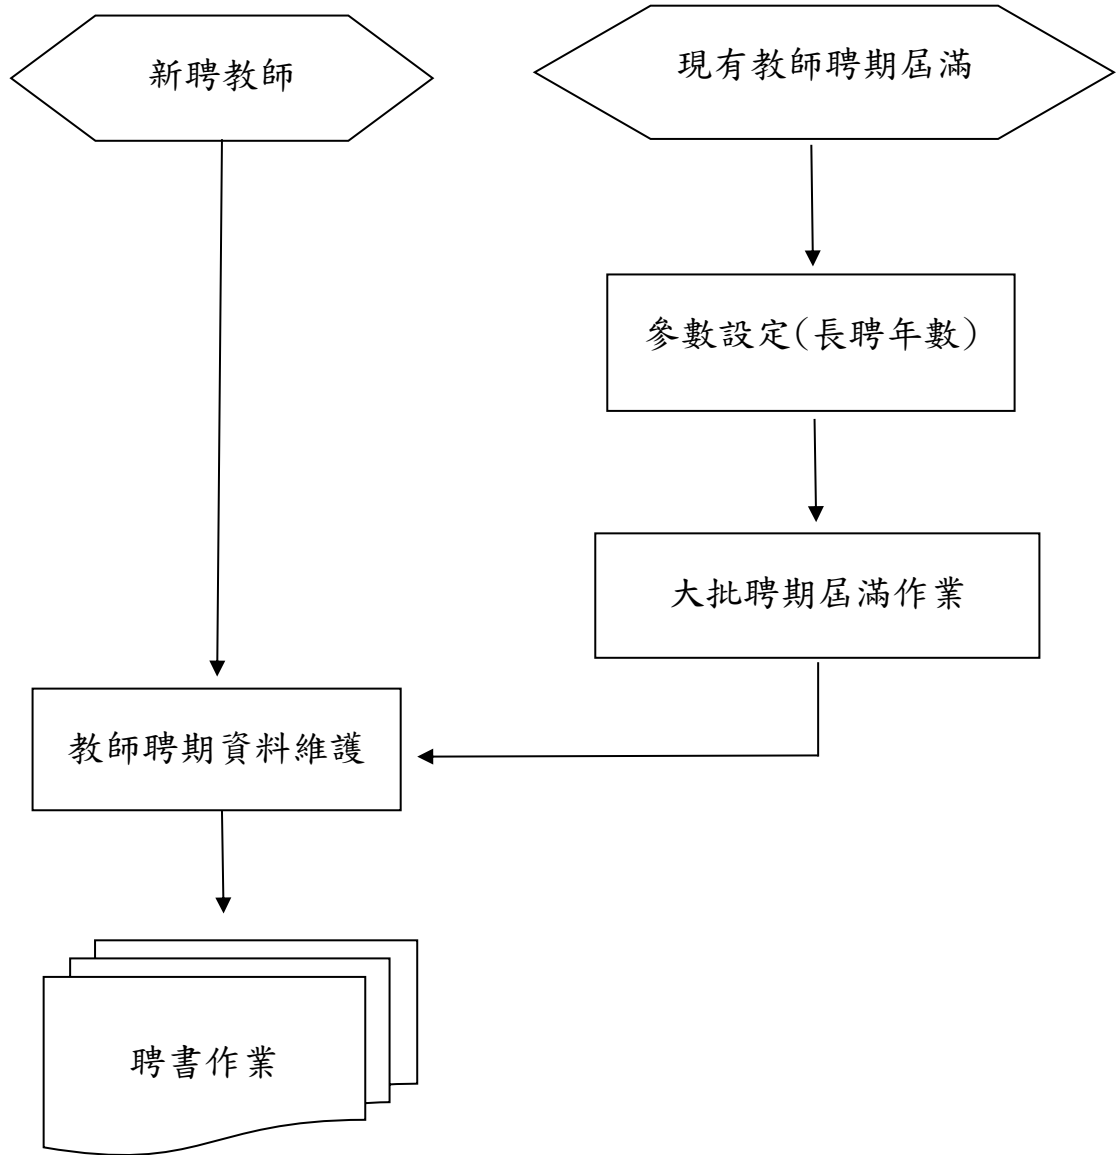 新聘教師
現有教師聘期屆滿
參數設定(長聘年數)
大批聘期屆滿作業
教師聘期資料維護
聘書作業